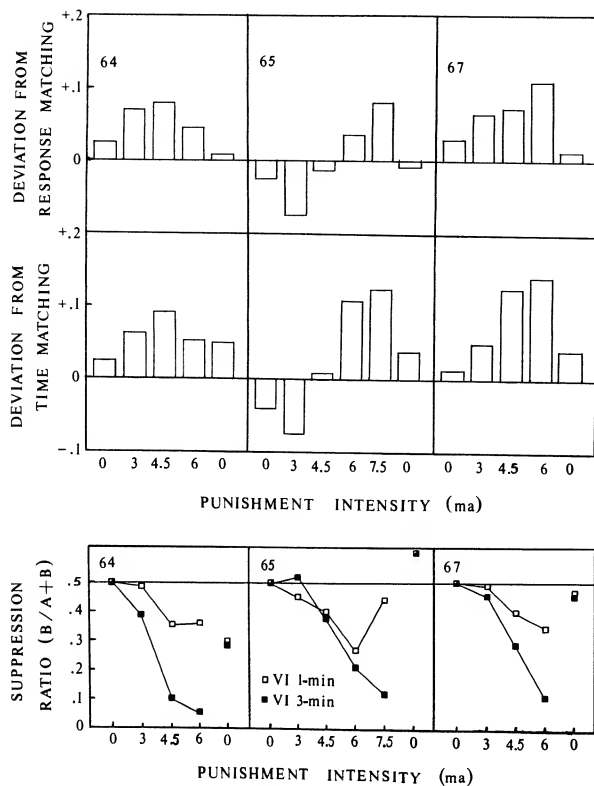 +.2
64
65
67
+.1
0
DEVIATION FROM
RESPONSE MATCHING
+.2
+.1
0
-.1
DEVIATION FROM
TIME MATCHING
0 3 4.5 6 0
0 3 4.5 6 7.5 0
0 3 4.5 6 0
PUNISHMENT INTENSITY (ma)
64
65
67
.5
.4
.3
.2
.1
0
SUPPRESSION
RATIO (B/A+B)
VI 1-min
VI 3-min
0 3 4.5 6 0
0 3 4.5 6 7.5 0
0 3 4.5 6 0
PUNISHMENT INTENSITY (ma)